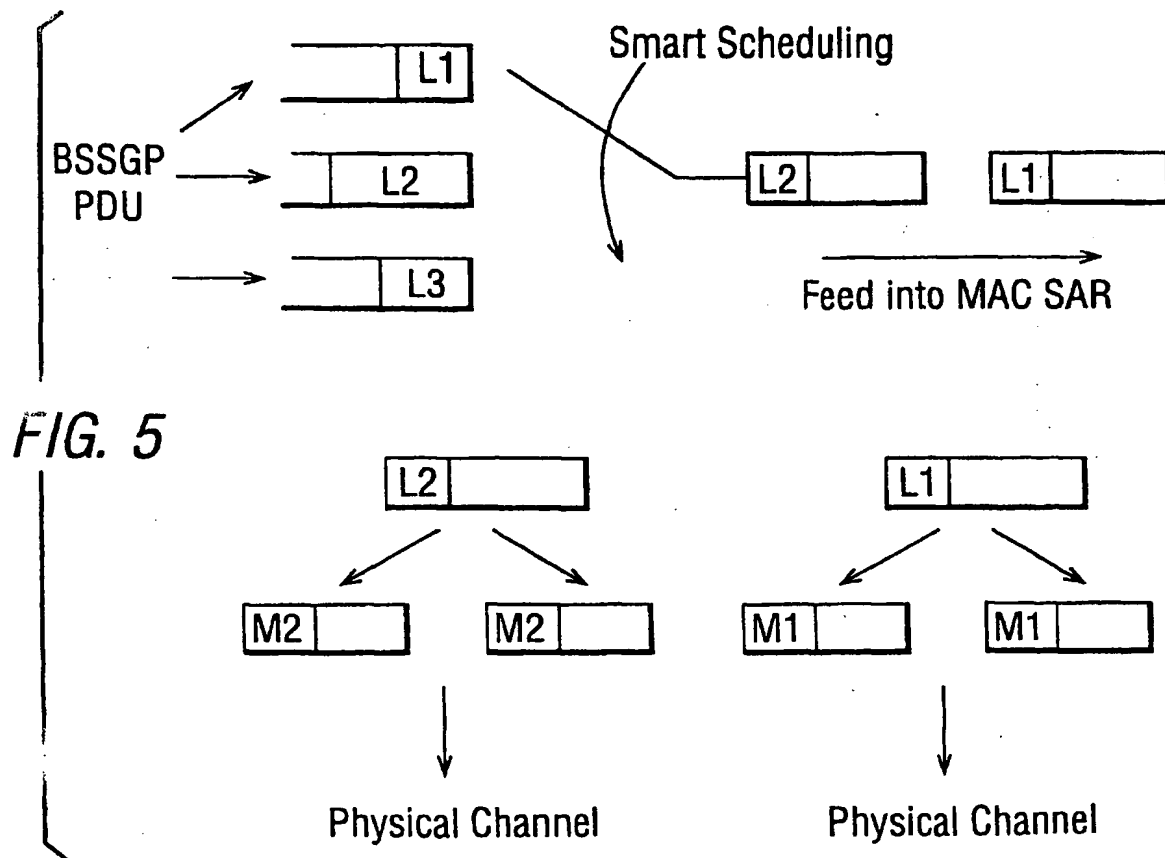 Smart Scheduling
L1
BSSGP
PDU
L2
L3
L2
L1
Feed into MAC SAR
FIG. 5
L2
L1
M2
M2
M1
M1
Physical Channel
Physical Channel